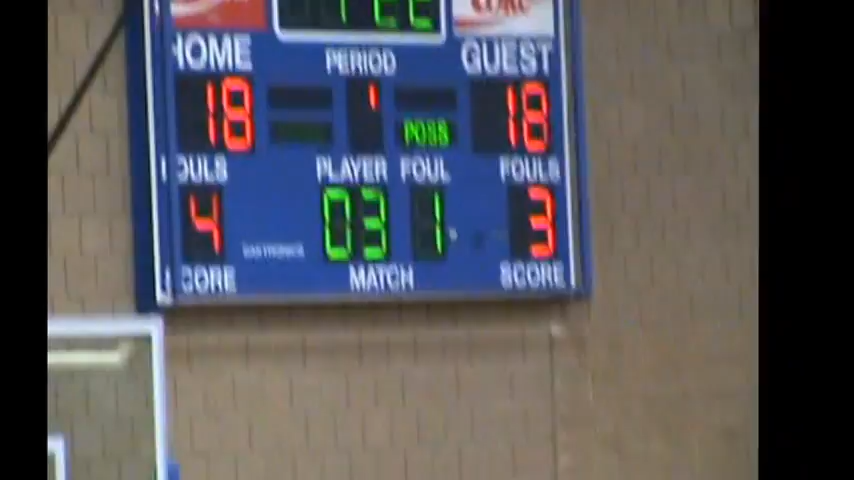 HOME PERIOD GUEST
18 1 POSS 18
OULS PLAYER FOUL FOULS
4 03 1 3
CORE MATCH SCORE